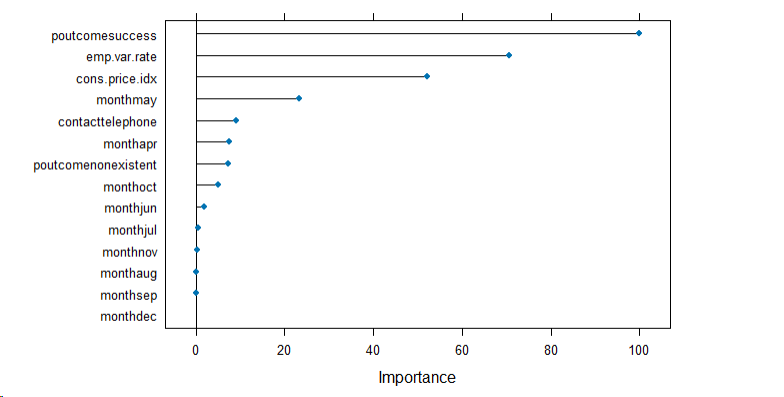 poutcomesuccess
emp.var.rate
cons.price.idx
monthmay
contacttelephone
monthapr
poutcomenonexistent
monthoct
monthjun
monthjul
monthnov
monthaug
monthsep
monthdec
0 20 40 60 80 100
Importance